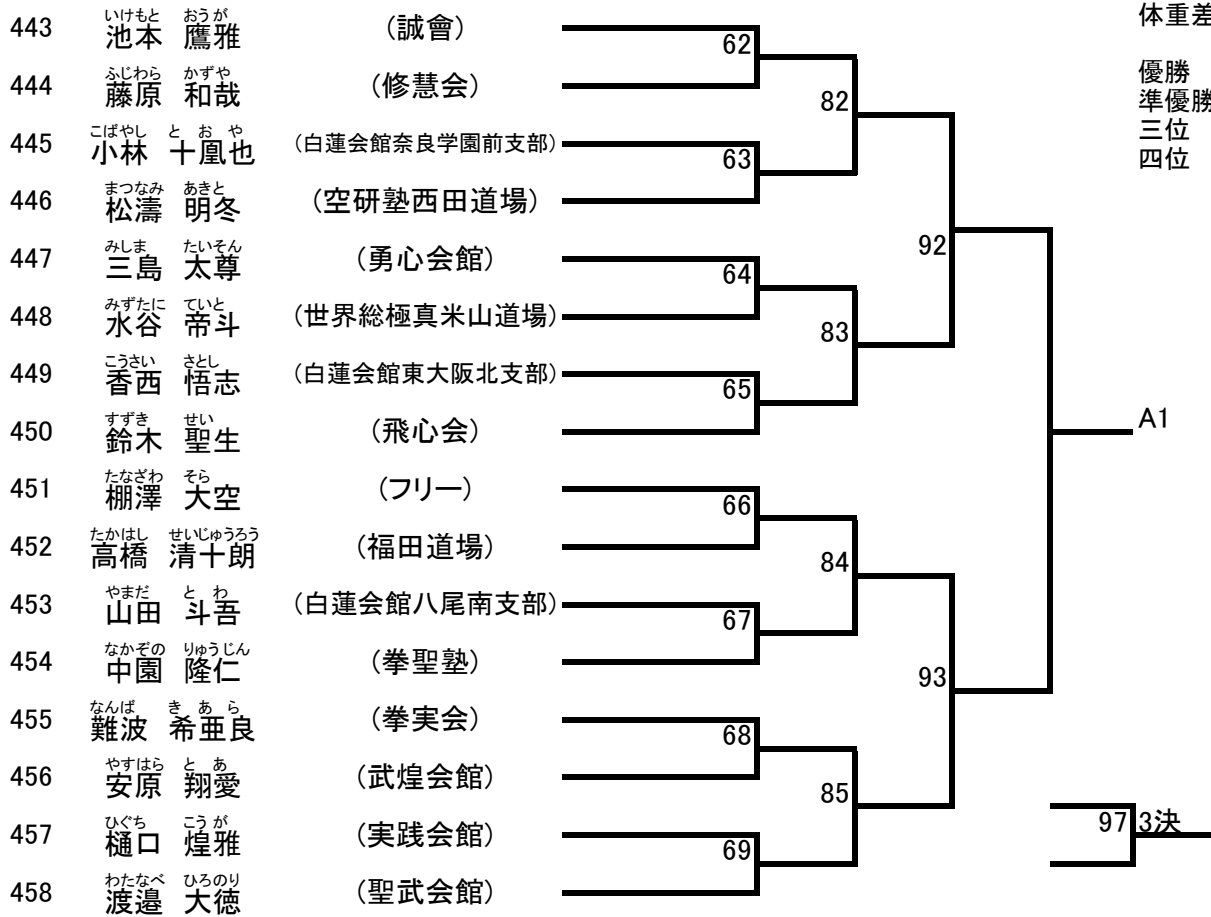 体重差
優勝
準優勝
三位
四位
443 池本 鷹雅 いけもと おうが (誠會)
444 藤原 和哉 ふじわら かずや (修慧会)
445 小林 十凰也 こばやし とおや (白蓮会館奈良学園前支部)
446 松濤 明冬 まつなみ あきと (空研塾西田道場)
447 三島 太尊 みしま たいそん (勇心会館)
448 水谷 帝斗 みずたに ていと (世界総極真米山道場)
449 香西 悟志 こうさい さとし (白蓮会館東大阪北支部)
450 鈴木 聖生 すずき せい (飛心会)
451 棚澤 大空 たなざわ そら (フリー)
452 高橋 清十朗 たかはし せいじゅうろう (福田道場)
453 山田 斗吾 やまだ とわ (白蓮会館八尾南支部)
454 中園 隆仁 なかぞの りゅうじん (拳聖塾)
455 難波 希亜良 なんば きあら (拳実会)
456 安原 翔愛 やすはら とあ (武煌会館)
457 樋口 煌雅 ひぐち こうが (実践会館)
458 渡邉 大徳 わたなべ ひろのり (聖武会館)
62
63
64
65
66
67
68
69
82
83
84
85
92
93
A1
97 3決